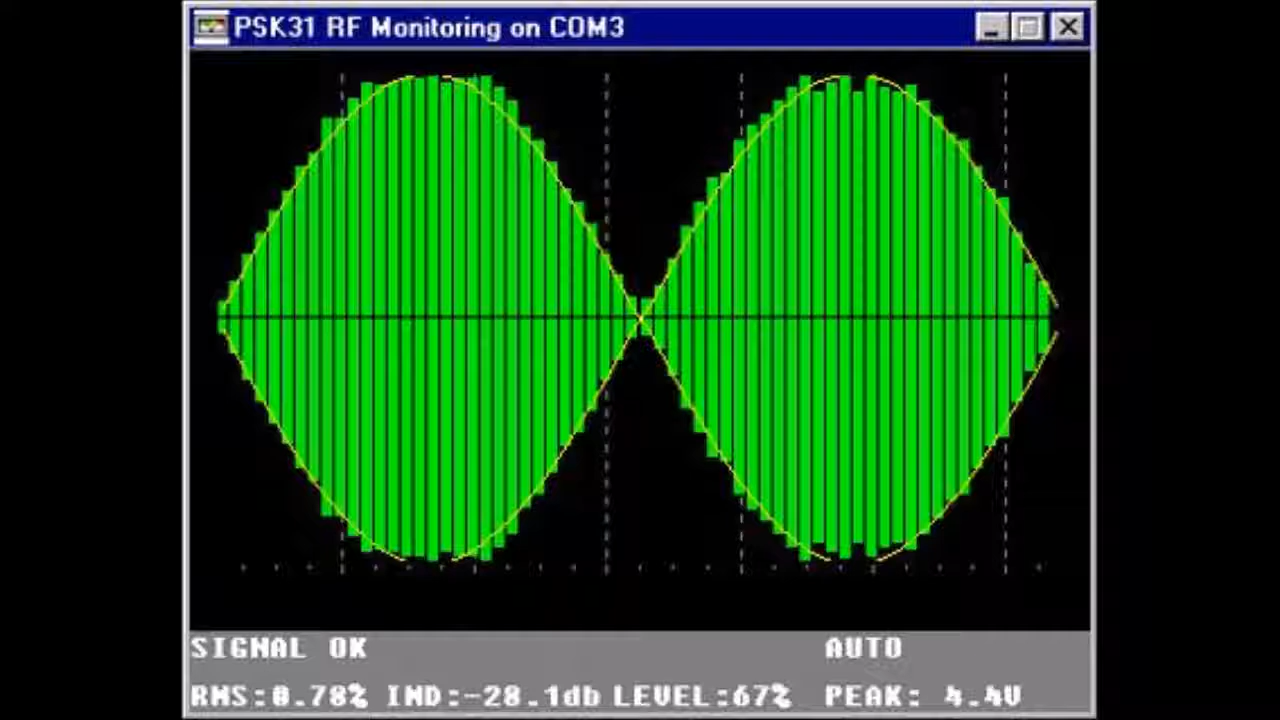 PSK31 RF Monitoring on COM3
SIGNAL OK AUTO
RMS:0.78% IMD:-28.1db LEVEL:67% PEAK: 4.4V